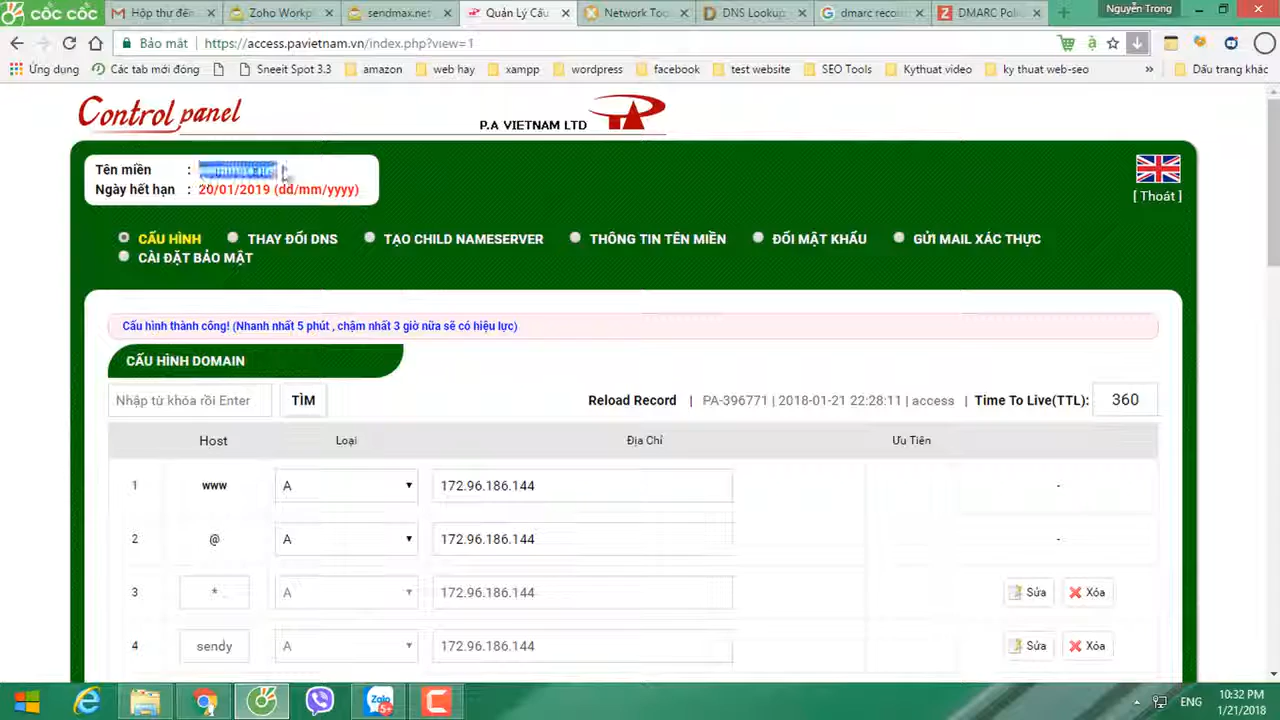 cốc cốc
Hộp thư đến
Zoho Workp
sendmax.net
Quản Lý Cấu
Network Too
DNS Lookup
dmarc recor
DMARC Poli
Nguyễn Trong
Bảo mật
https://access.pavietnam.vn/index.php?view=1
Ứng dụng
Các tab mới đóng
Sneeit Spot 3.3
amazon
web hay
xampp
wordpress
facebook
test website
SEO Tools
Kythuat video
ky thuat web-seo
»
Dấu trang khác
Control panel
P.A VIETNAM LTD
Tên miền :
Ngày hết hạn : 20/01/2019 (dd/mm/yyyy)
[ Thoát ]
CẤU HÌNH THAY ĐỔI DNS TẠO CHILD NAMESERVER THÔNG TIN TÊN MIỀN ĐỔI MẬT KHẨU GỬI MAIL XÁC THỰC
CÀI ĐẶT BẢO MẬT
Cấu hình thành công! (Nhanh nhất 5 phút , chậm nhất 3 giờ nữa sẽ có hiệu lực)
CẤU HÌNH DOMAIN
Nhập từ khóa rồi Enter TÌM Reload Record | PA-396771 | 2018-01-21 22:28:11 | access | Time To Live(TTL): 360
Host Loại Địa Chỉ Ưu Tiên
1 www A 172.96.186.144 -
2 @ A 172.96.186.144 -
3 * A 172.96.186.144 Sửa Xóa
4 sendy A 172.96.186.144 Sửa Xóa
Zalo
5+
ENG
10:32 PM
1/21/2018